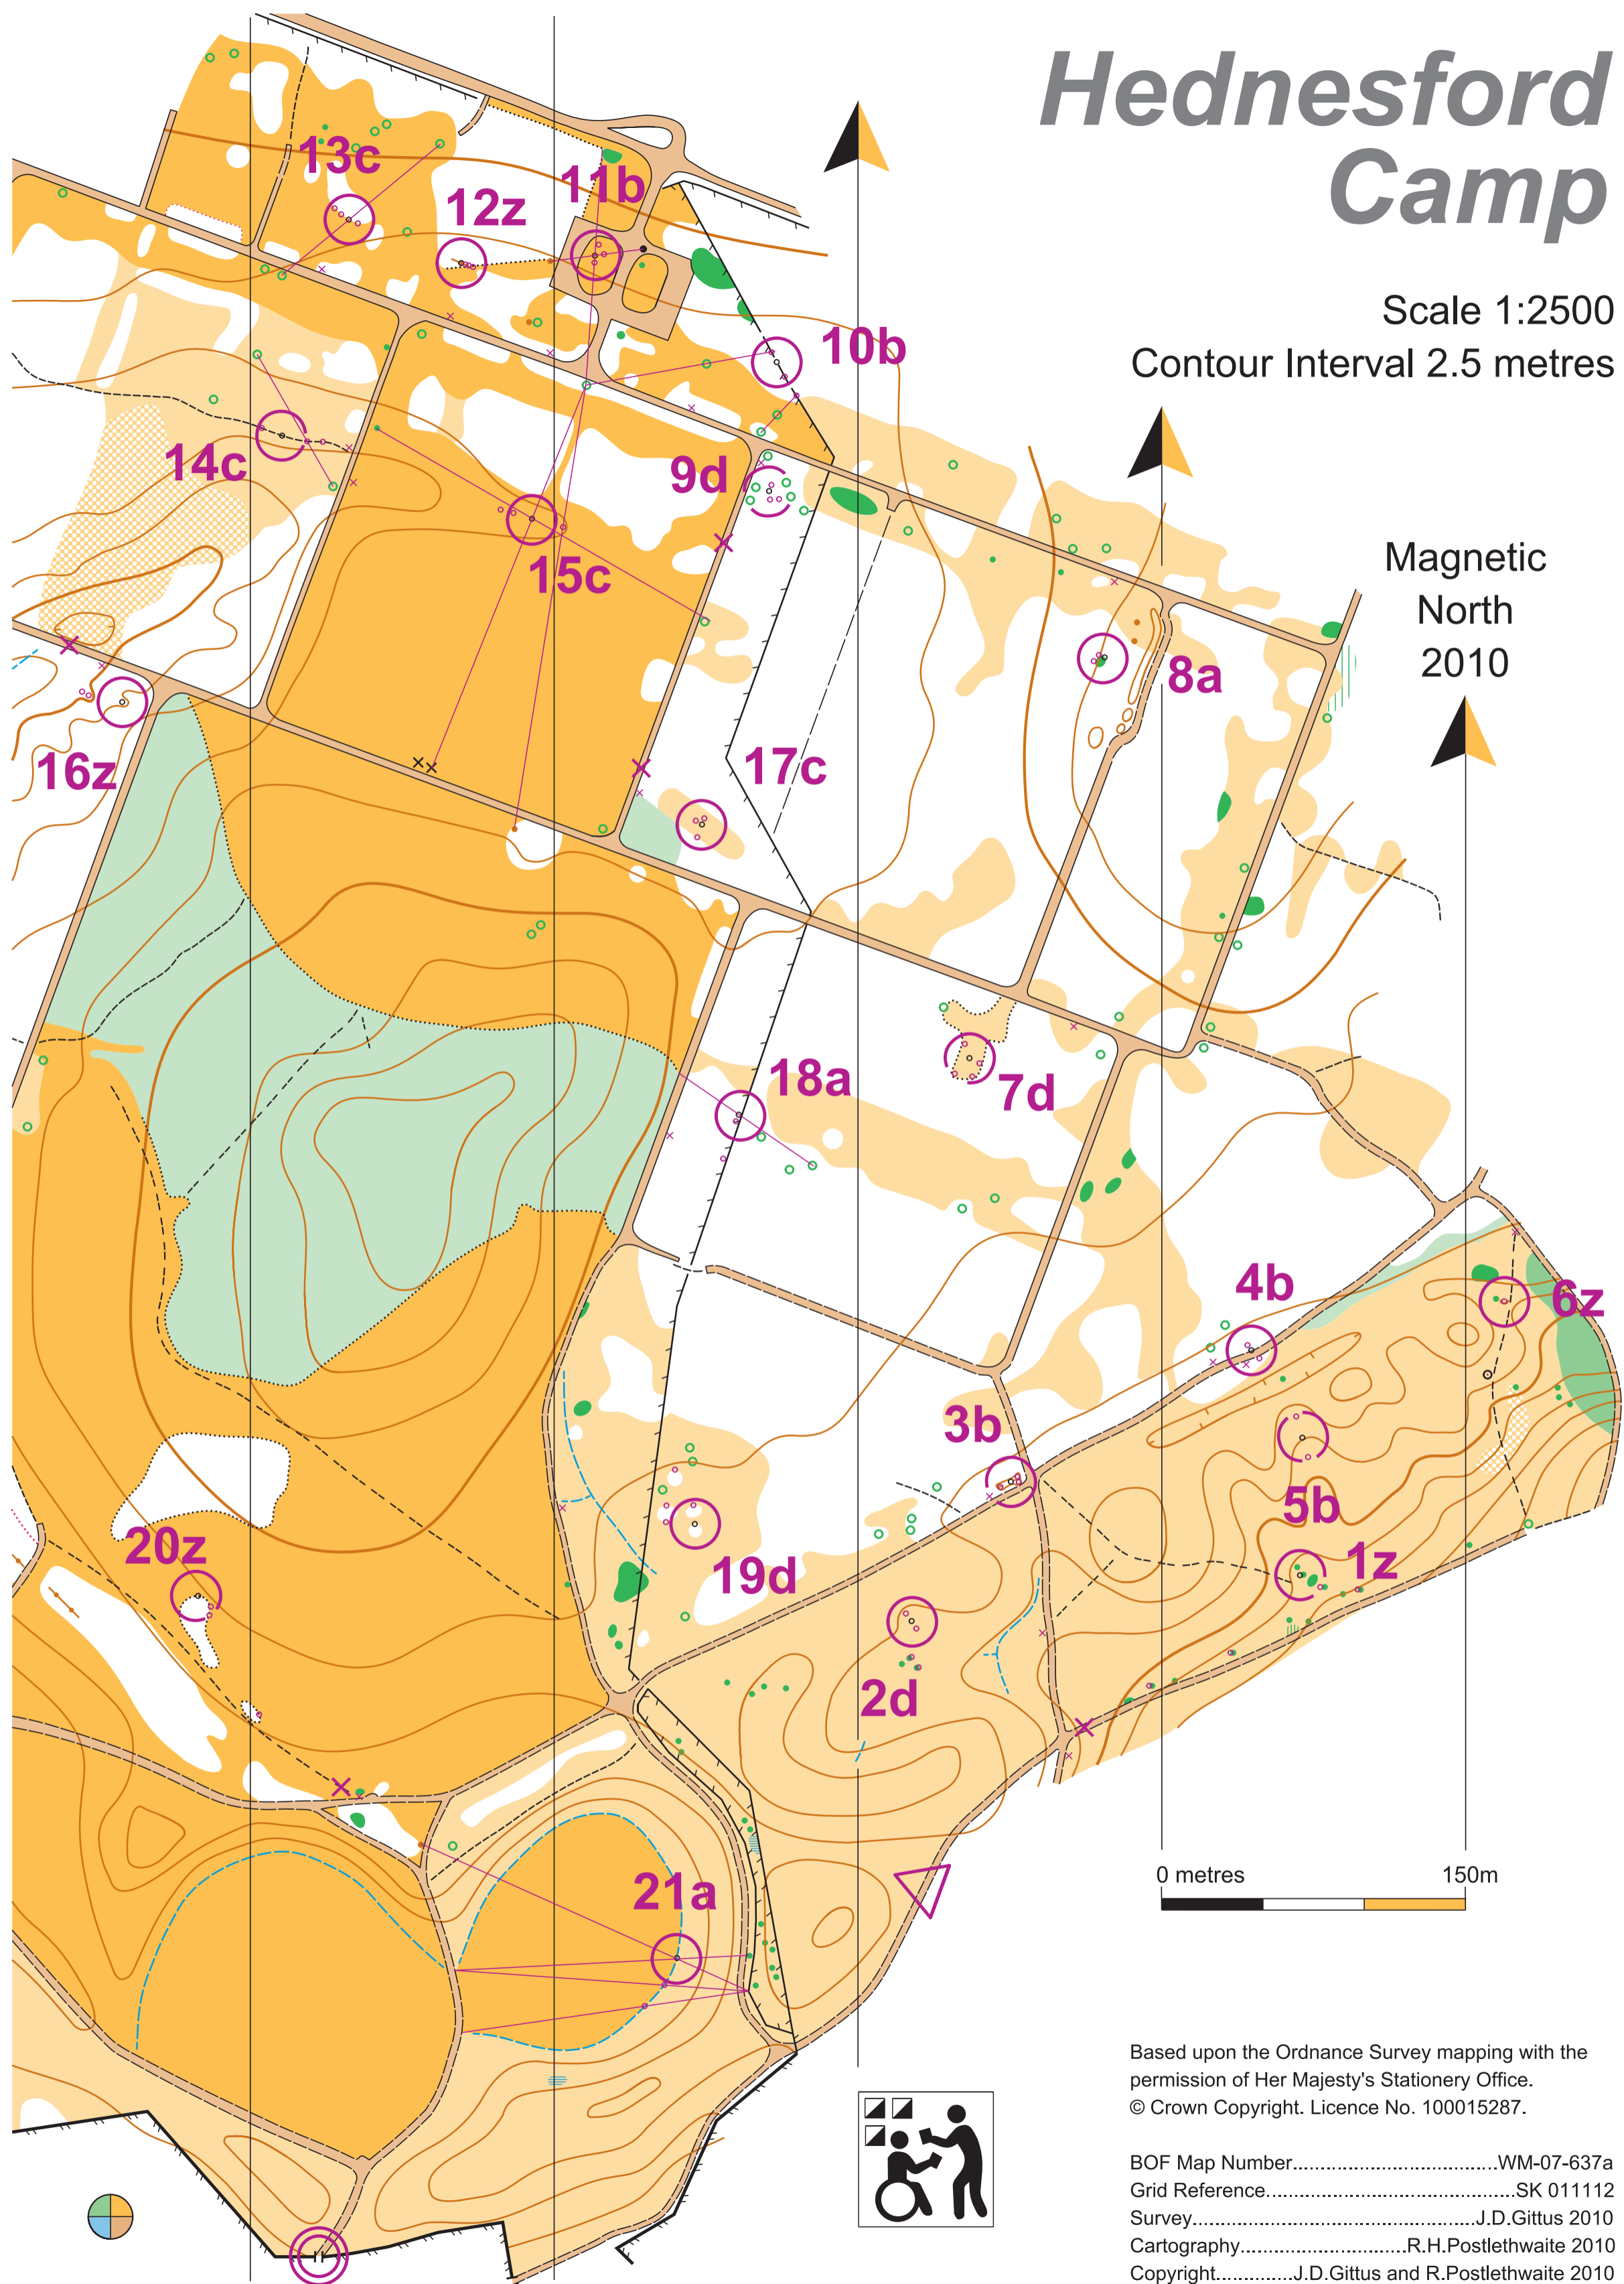 Hednesford
Camp
Scale 1:2500
Contour Interval 2.5 metres
13c
12z
11b
10b
14c
9d
15c
Magnetic
North
2010
8a
16z
17c
18a
7d
4b
6z
3b
5b
20z
19d
1z
2d
0 metres 150m
21a
Based upon the Ordnance Survey mapping with the
permission of Her Majesty's Stationery Office.
© Crown Copyright. Licence No. 100015287.
BOF Map Number.....................................WM-07-637a
Grid Reference.............................................SK 011112
Survey...................................................J.D.Gittus 2010
Cartography..............................R.H.Postlethwaite 2010
Copyright..............J.D.Gittus and R.Postlethwaite 2010